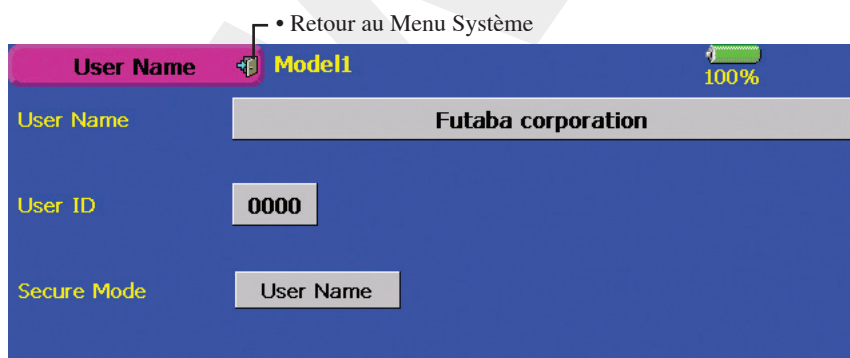 • Retour au Menu Système
User Name Model1
100%
User Name Futaba corporation
User ID 0000
Secure Mode User Name